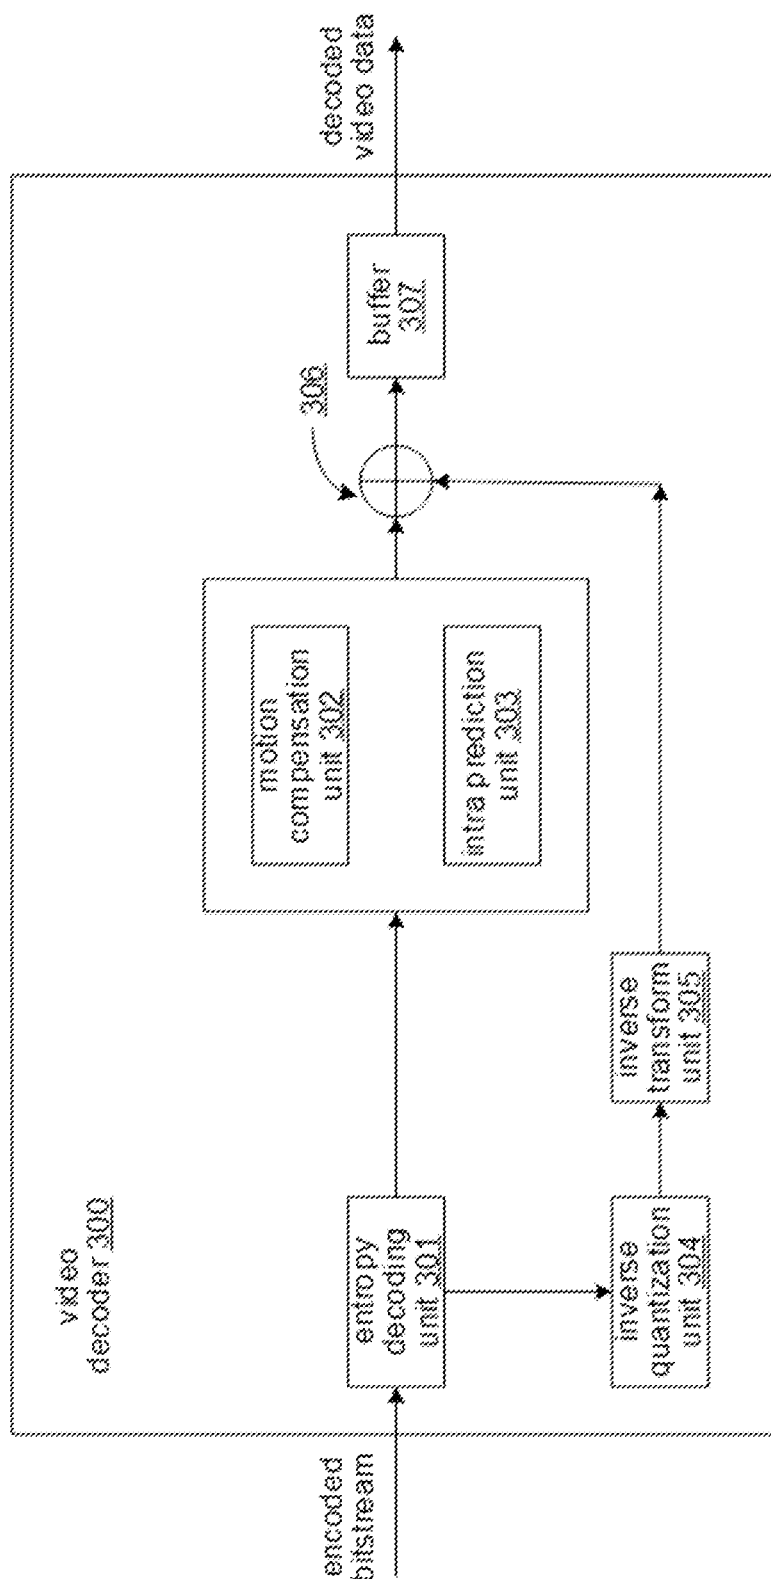 video
decoder 300
encoded
bitstream
entropy
decoding
unit 301
inverse
quantization
unit 304
inverse
transform
unit 305
motion
compensation
unit 302
intra prediction
unit 303
306
buffer
307
decoded
video data